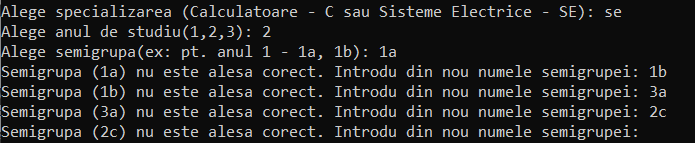 Alege specializarea (Calculatoare - C sau Sisteme Electrice - SE): se
Alege anul de studiu(1,2,3): 2
Alege semigrupa(ex: pt. anul 1 - 1a, 1b): 1a
Semigrupa (1a) nu este alesa corect. Introdu din nou numele semigrupei: 1b
Semigrupa (1b) nu este alesa corect. Introdu din nou numele semigrupei: 3a
Semigrupa (3a) nu este alesa corect. Introdu din nou numele semigrupei: 2c
Semigrupa (2c) nu este alesa corect. Introdu din nou numele semigrupei: